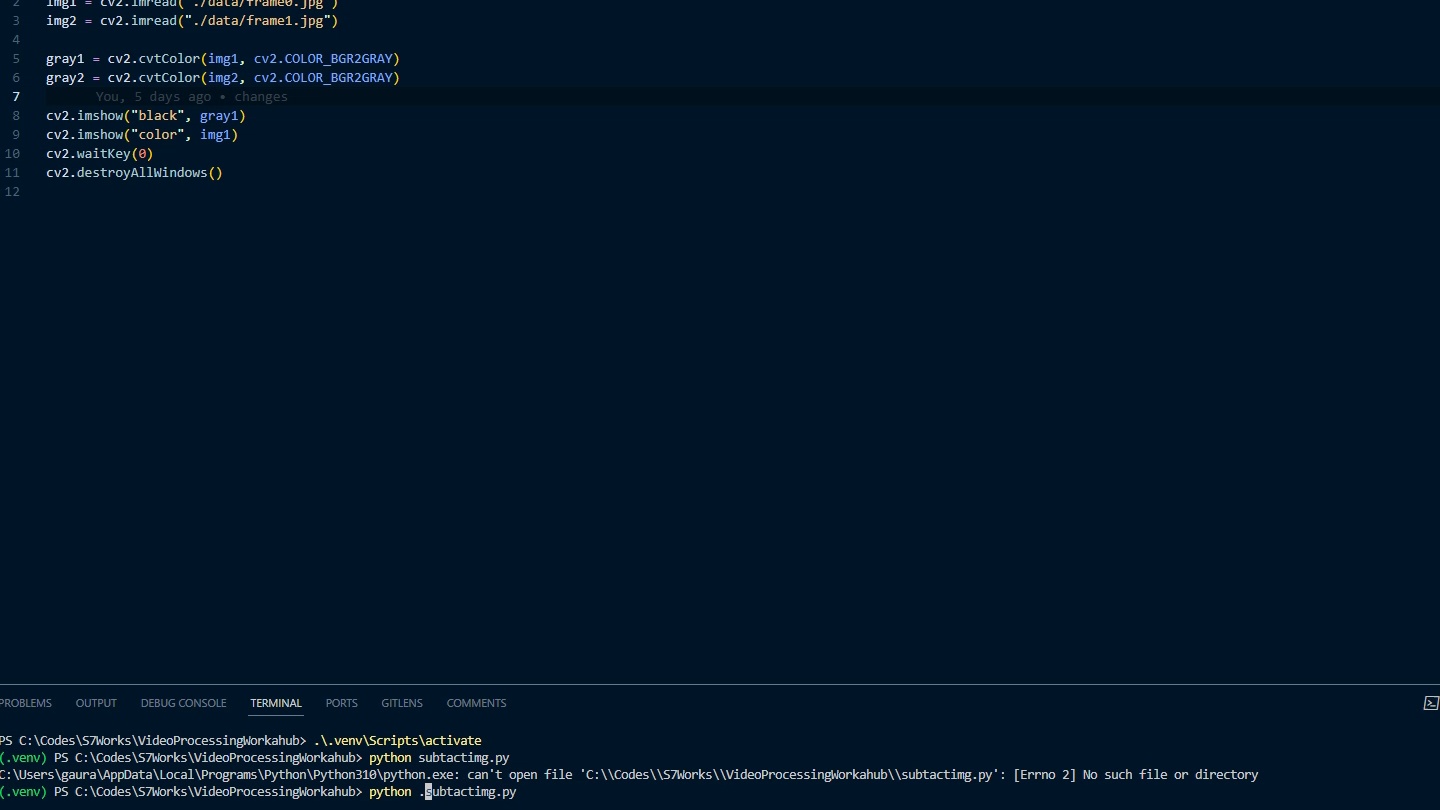 2 img1 = cv2.imread("./data/frame0.jpg")
3 img2 = cv2.imread("./data/frame1.jpg")
4
5 gray1 = cv2.cvtColor(img1, cv2.COLOR_BGR2GRAY)
6 gray2 = cv2.cvtColor(img2, cv2.COLOR_BGR2GRAY)
7 You, 5 days ago • changes
8 cv2.imshow("black", gray1)
9 cv2.imshow("color", img1)
10 cv2.waitKey(0)
11 cv2.destroyAllWindows()
12
PROBLEMS OUTPUT DEBUG CONSOLE TERMINAL PORTS GITLENS COMMENTS
PS C:\Codes\S7Works\VideoProcessingWorkahub> .\.venv\Scripts\activate
(.venv) PS C:\Codes\S7Works\VideoProcessingWorkahub> python subtactimg.py
C:\Users\gaura\AppData\Local\Programs\Python\Python310\python.exe: can't open file 'C:\\Codes\\S7Works\\VideoProcessingWorkahub\\subtactimg.py': [Errno 2] No such file or directory
(.venv) PS C:\Codes\S7Works\VideoProcessingWorkahub> python .subtactimg.py